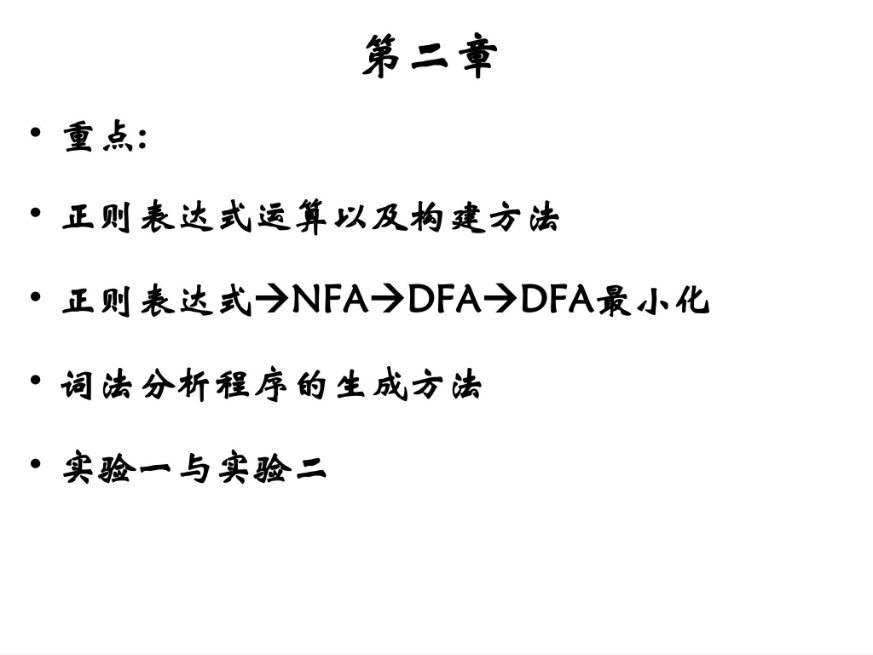 第二章
• 重点:
• 正则表达式运算以及构建方法
• 正则表达式→NFA→DFA→DFA最小化
• 词法分析程序的生成方法
• 实验一与实验二